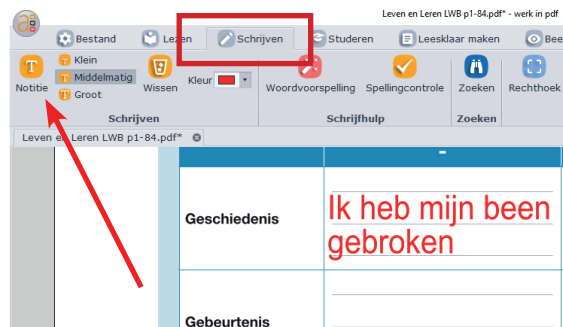 Leven en Leren LWB p1-84.pdf* - werk in pdf
Bestand Lezen Schrijven Studeren Leesklaar maken Bee
Klein
Notitie Middelmatig Wissen Kleur Woordvoorspelling Spellingcontrole Zoeken Rechthoek
Groot
Schrijven Schrijfhulp Zoeken
Leven en Leren LWB p1-84.pdf*
-
Geschiedenis
Ik heb mijn been
gebroken
Gebeurtenis